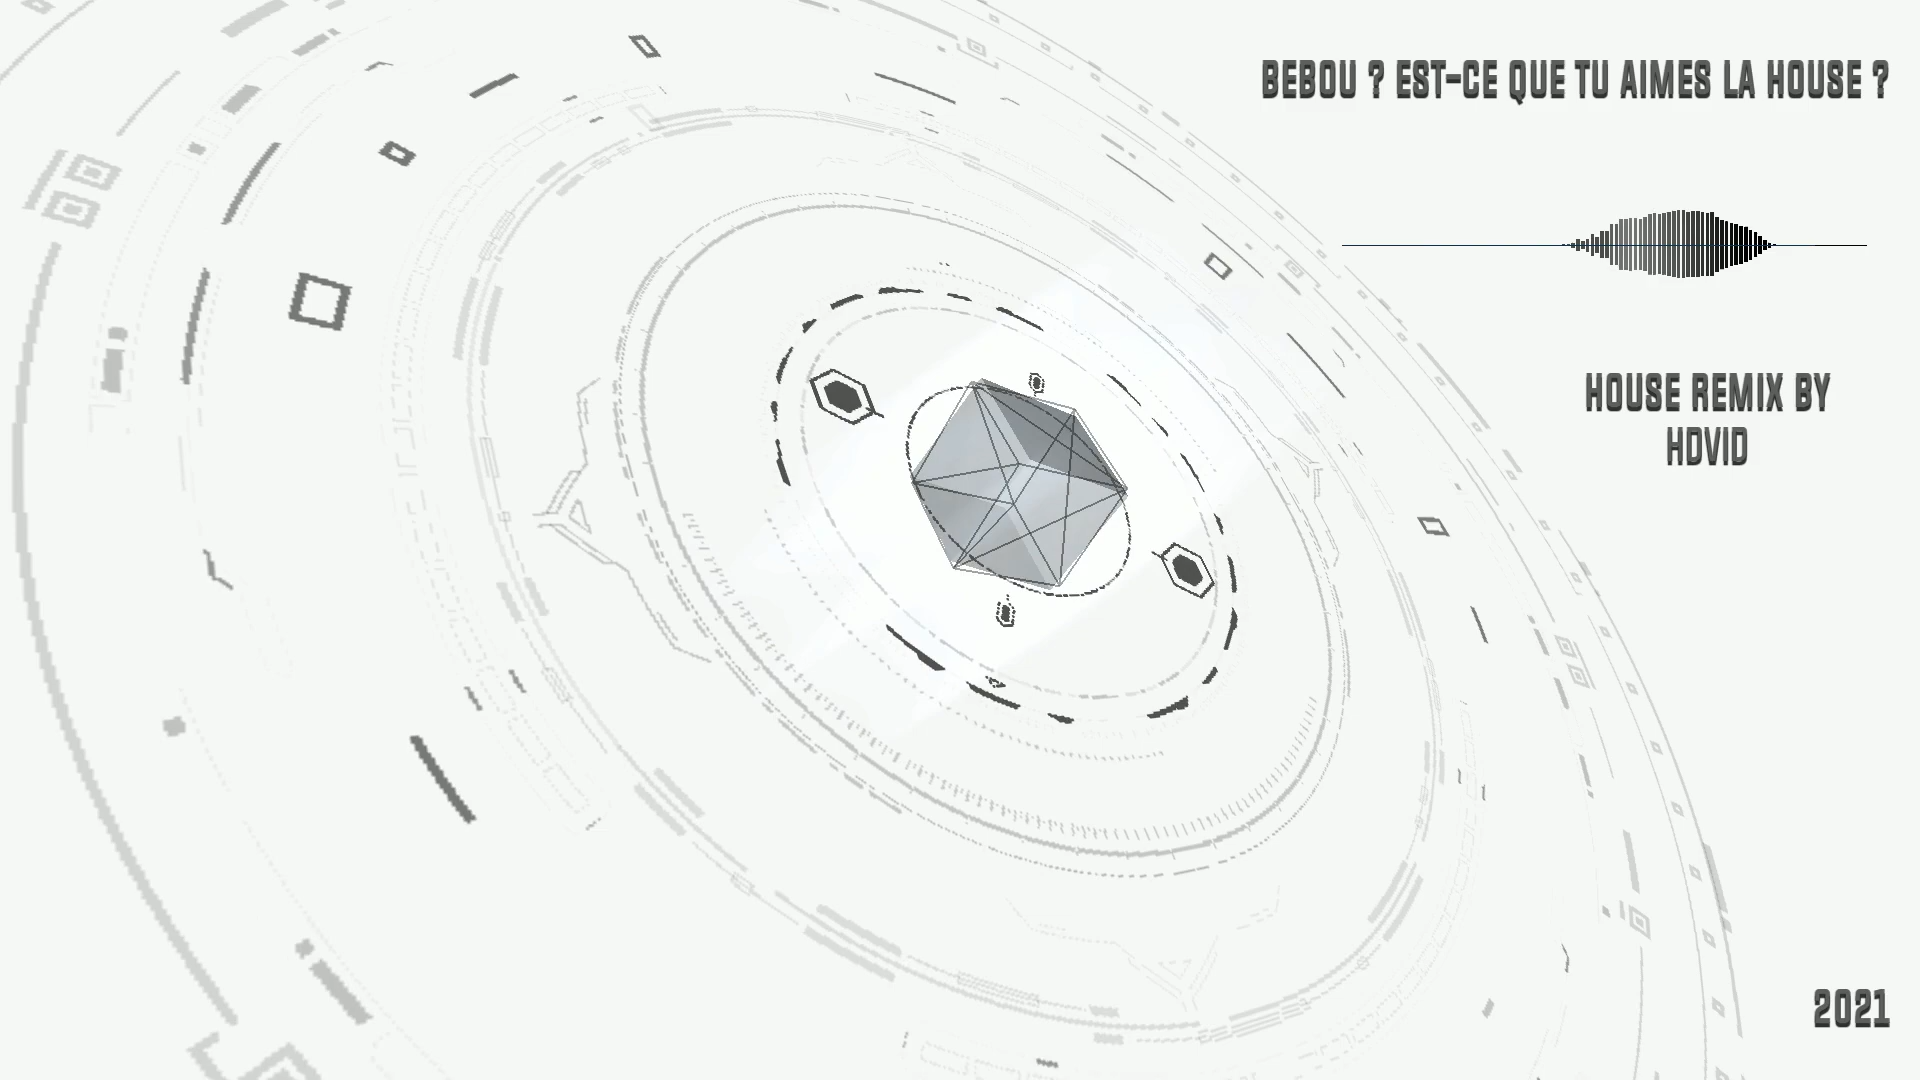 BEBOU ? EST-CE QUE TU AIMES LA HOUSE ?
HOUSE REMIX BY
HDVID
2021